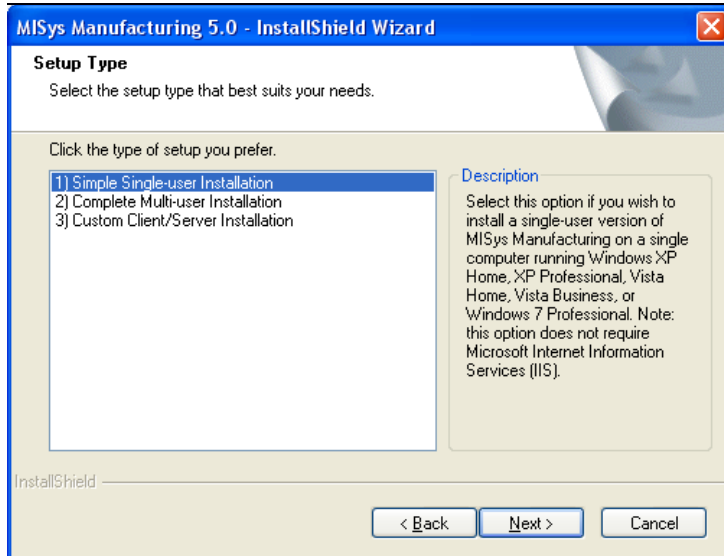 MISys Manufacturing 5.0 - InstallShield Wizard
Setup Type
Select the setup type that best suits your needs.
Click the type of setup you prefer.
1) Simple Single-user Installation
2) Complete Multi-user Installation
3) Custom Client/Server Installation
Description
Select this option if you wish to
install a single-user version of
MISys Manufacturing on a single
computer running Windows XP
Home, XP Professional, Vista
Home, Vista Business, or
Windows 7 Professional. Note:
this option does not require
Microsoft Internet Information
Services (IIS).
InstallShield
< Back
Next >
Cancel